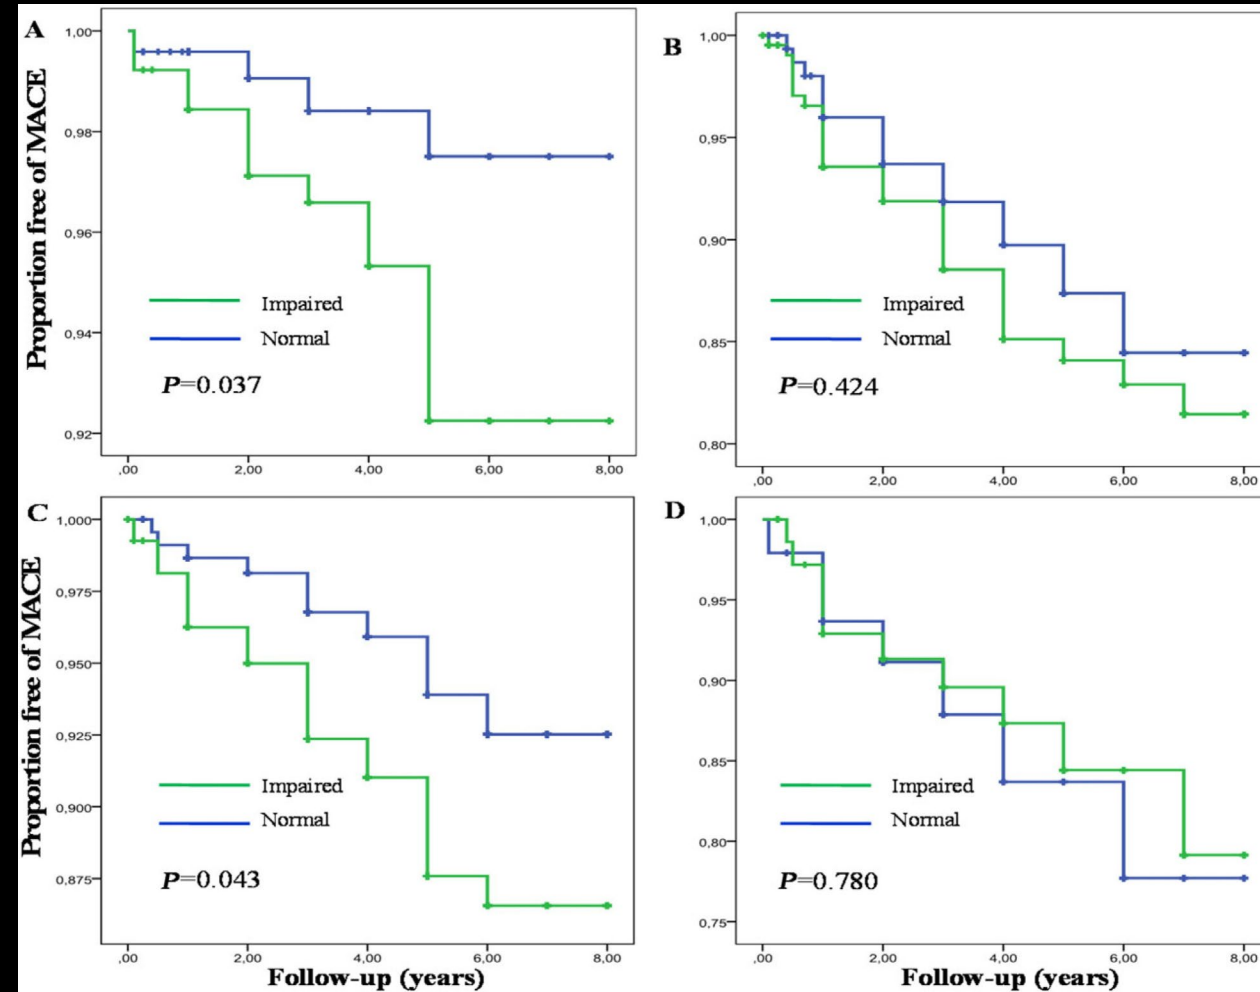 A
Proportion free of MACE
1,00
0,98
0,96
0,94
0,92
Impaired
Normal
P=0.037
,00 2,00 4,00 6,00 8,00
B
1,00
0,95
0,90
0,85
0,80
Impaired
Normal
P=0.424
,00 2,00 4,00 6,00 8,00
C
Proportion free of MACE
1,000
0,975
0,950
0,925
0,900
0,875
Impaired
Normal
P=0.043
,00 2,00 4,00 6,00 8,00
Follow-up (years)
D
1,00
0,95
0,90
0,85
0,80
0,75
Impaired
Normal
P=0.780
,00 2,00 4,00 6,00 8,00
Follow-up (years)